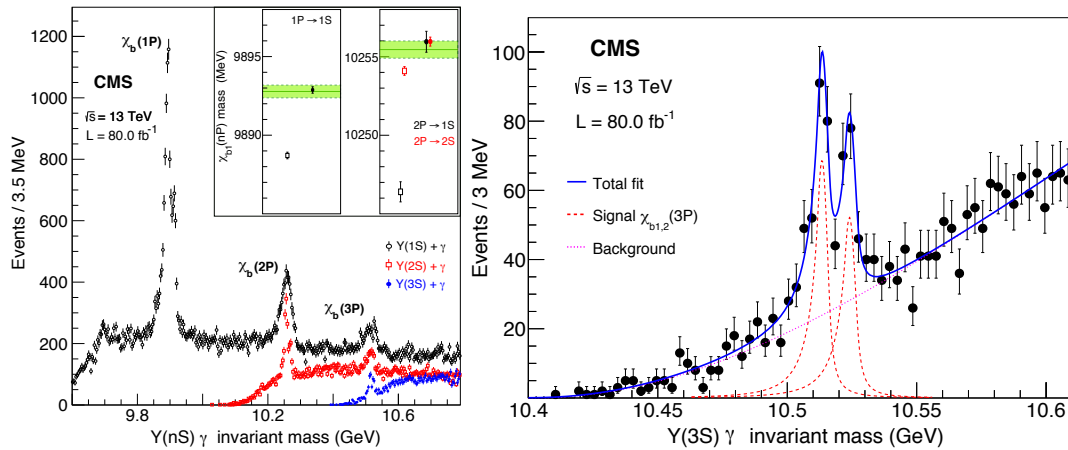 1200
1000
800
600
400
200
0
Events / 3.5 MeV
χb(1P)
CMS
√s = 13 TeV
L = 80.0 fb⁻¹
χb(2P)
χb(3P)
χb1(nP) mass (MeV)
1P→1S
9895
9890
10255
10250
2P→1S
2P→2S
Υ(1S) + γ
Υ(2S) + γ
Υ(3S) + γ
9.8
10.2
10.6
Υ(nS) γ invariant mass (GeV)
100
80
60
40
20
Events / 3 MeV
CMS
√s = 13 TeV
L = 80.0 fb⁻¹
Total fit
Signal χb1,2(3P)
Background
10.4
10.45
10.5
10.55
10.6
Υ(3S) γ invariant mass (GeV)